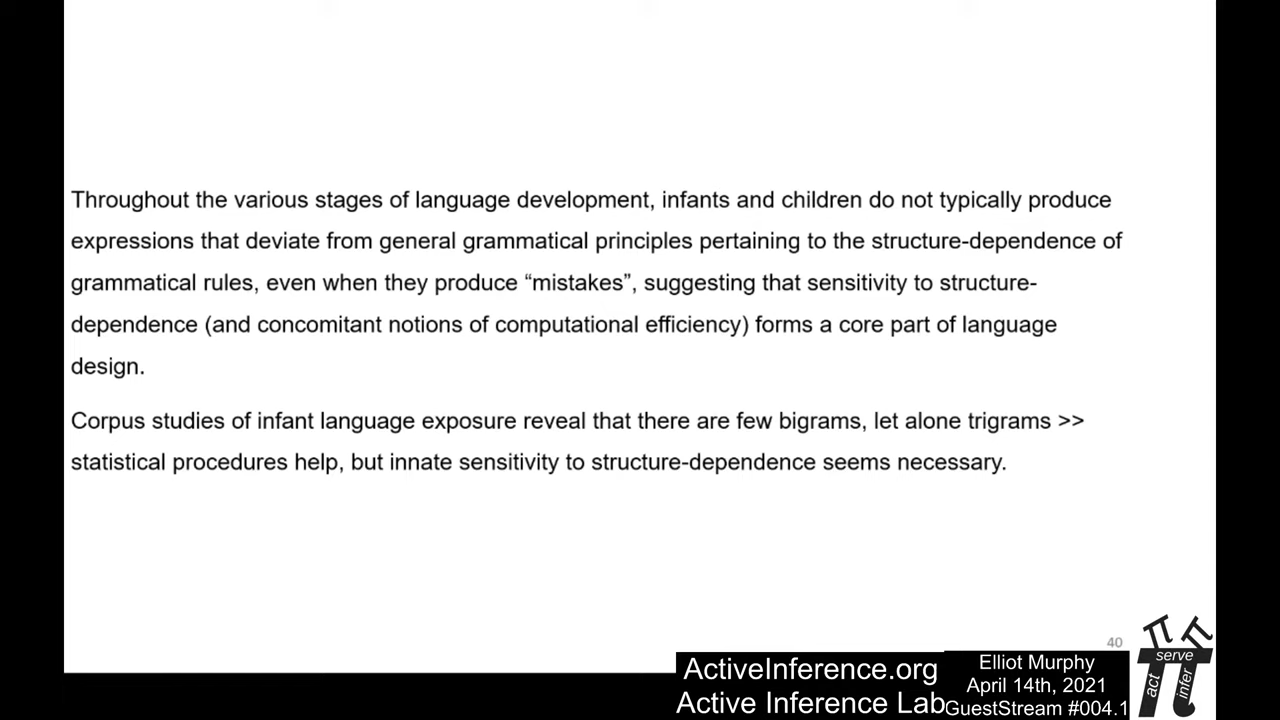 Throughout the various stages of language development, infants and children do not typically produce
expressions that deviate from general grammatical principles pertaining to the structure-dependence of
grammatical rules, even when they produce “mistakes”, suggesting that sensitivity to structure-
dependence (and concomitant notions of computational efficiency) forms a core part of language
design.
Corpus studies of infant language exposure reveal that there are few bigrams, let alone trigrams >>
statistical procedures help, but innate sensitivity to structure-dependence seems necessary.
40
ActiveInference.org
Active Inference Lab
Elliot Murphy
April 14th, 2021
GuestStream #004.1
π π
serve
π
act
infer